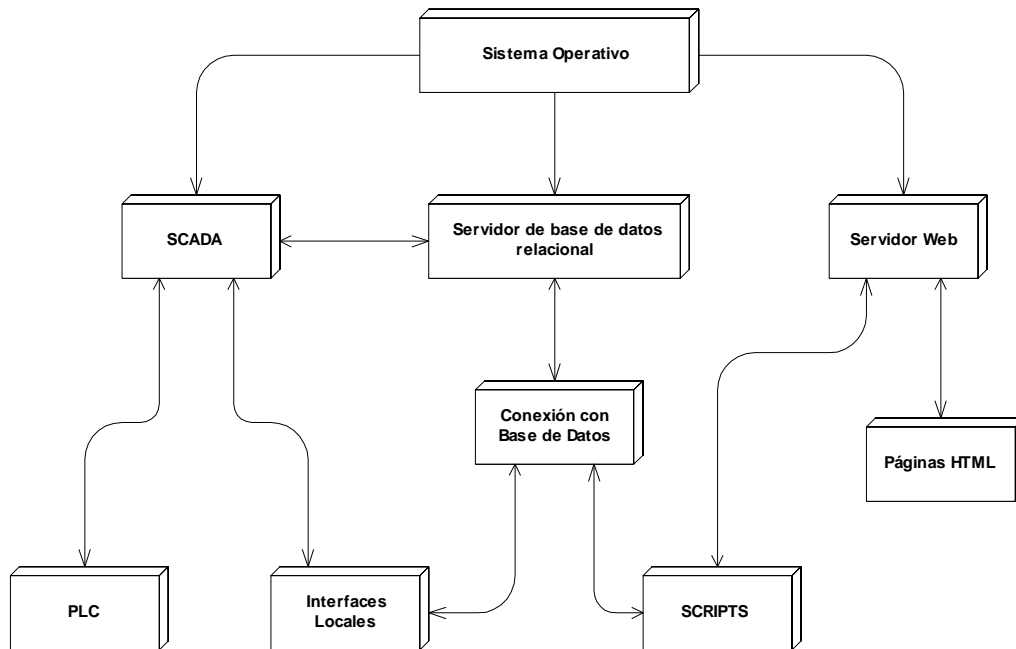 Sistema Operativo
SCADA
Servidor de base de datos
relacional
Servidor Web
Conexión con
Base de Datos
Páginas HTML
PLC
Interfaces
Locales
SCRIPTS